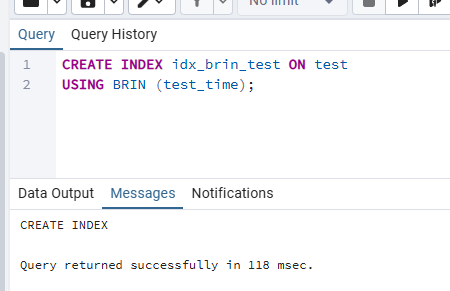 No limit
Query Query History
1 CREATE INDEX idx_brin_test ON test
2 USING BRIN (test_time);
Data Output Messages Notifications
CREATE INDEX
Query returned successfully in 118 msec.